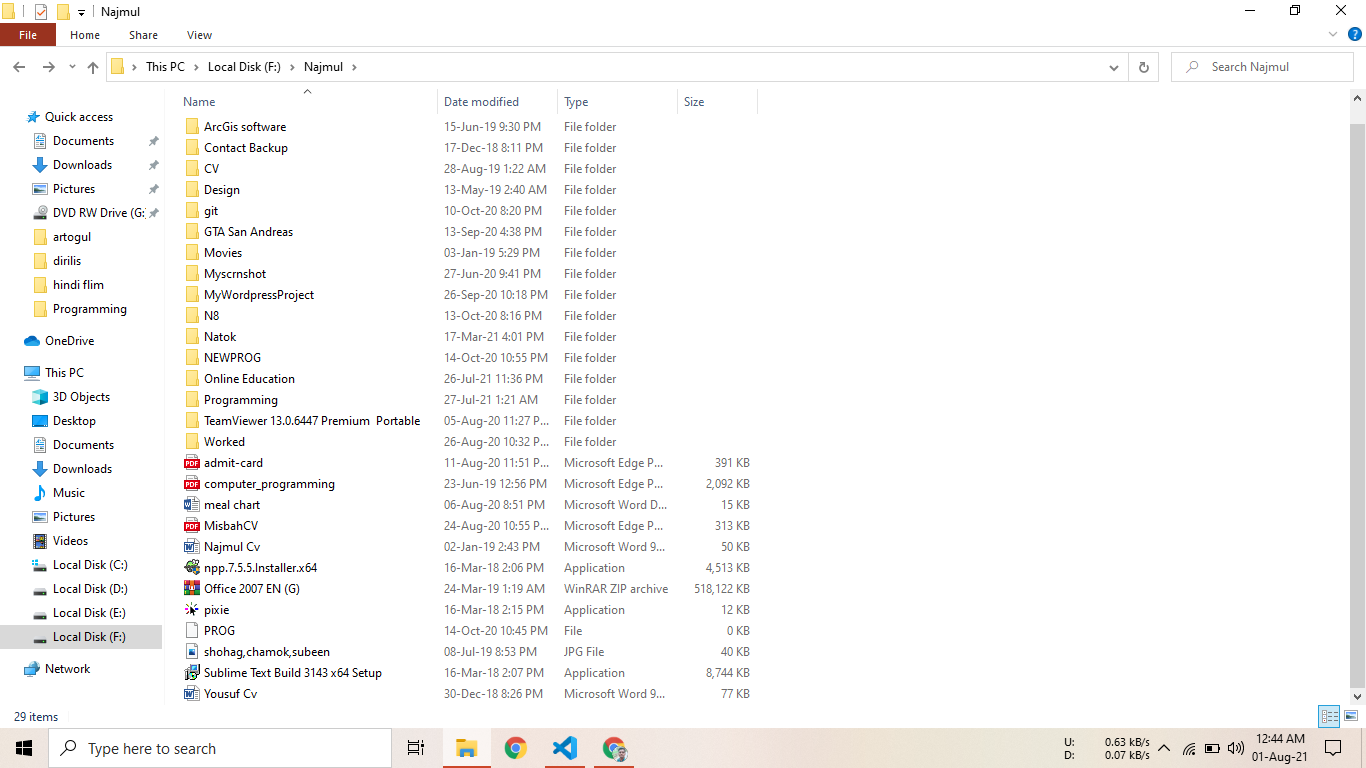 Najmul
File Home Share View
This PC Local Disk (F:) Najmul
Search Najmul
Name Date modified Type Size
Quick access
Documents
Downloads
Pictures
DVD RW Drive (G:
artogul
dirilis
hindi flim
Programming
OneDrive
This PC
3D Objects
Desktop
Documents
Downloads
Music
Pictures
Videos
Local Disk (C:)
Local Disk (D:)
Local Disk (E:)
Local Disk (F:)
Network
ArcGis software 15-Jun-19 9:30 PM File folder
Contact Backup 17-Dec-18 8:11 PM File folder
CV 28-Aug-19 1:22 AM File folder
Design 13-May-19 2:40 AM File folder
git 10-Oct-20 8:20 PM File folder
GTA San Andreas 13-Sep-20 4:38 PM File folder
Movies 03-Jan-19 5:29 PM File folder
Myscrnshot 27-Jun-20 9:41 PM File folder
MyWordpressProject 26-Sep-20 10:18 PM File folder
N8 13-Oct-20 8:16 PM File folder
Natok 17-Mar-21 4:01 PM File folder
NEWPROG 14-Oct-20 10:55 PM File folder
Online Education 26-Jul-21 11:36 PM File folder
Programming 27-Jul-21 1:21 AM File folder
TeamViewer 13.0.6447 Premium Portable 05-Aug-20 11:27 P... File folder
Worked 26-Aug-20 10:32 P... File folder
PDF admit-card 11-Aug-20 11:51 P... Microsoft Edge P... 391 KB
PDF computer_programming 23-Jun-19 12:56 PM Microsoft Edge P... 2,092 KB
meal chart 06-Aug-20 8:51 PM Microsoft Word D... 15 KB
PDF MisbahCV 24-Aug-20 10:55 P... Microsoft Edge P... 313 KB
Najmul Cv 02-Jan-19 2:43 PM Microsoft Word 9... 50 KB
npp.7.5.5.Installer.x64 16-Mar-18 2:06 PM Application 4,513 KB
Office 2007 EN (G) 24-Mar-19 1:19 AM WinRAR ZIP archive 518,122 KB
pixie 16-Mar-18 2:15 PM Application 12 KB
PROG 14-Oct-20 10:45 PM File 0 KB
shohag,chamok,subeen 08-Jul-19 8:53 PM JPG File 40 KB
Sublime Text Build 3143 x64 Setup 16-Mar-18 2:07 PM Application 8,744 KB
Yousuf Cv 30-Dec-18 8:26 PM Microsoft Word 9... 77 KB
29 items
Type here to search
U: 0.63 kB/s
D: 0.07 kB/s
12:44 AM
01-Aug-21